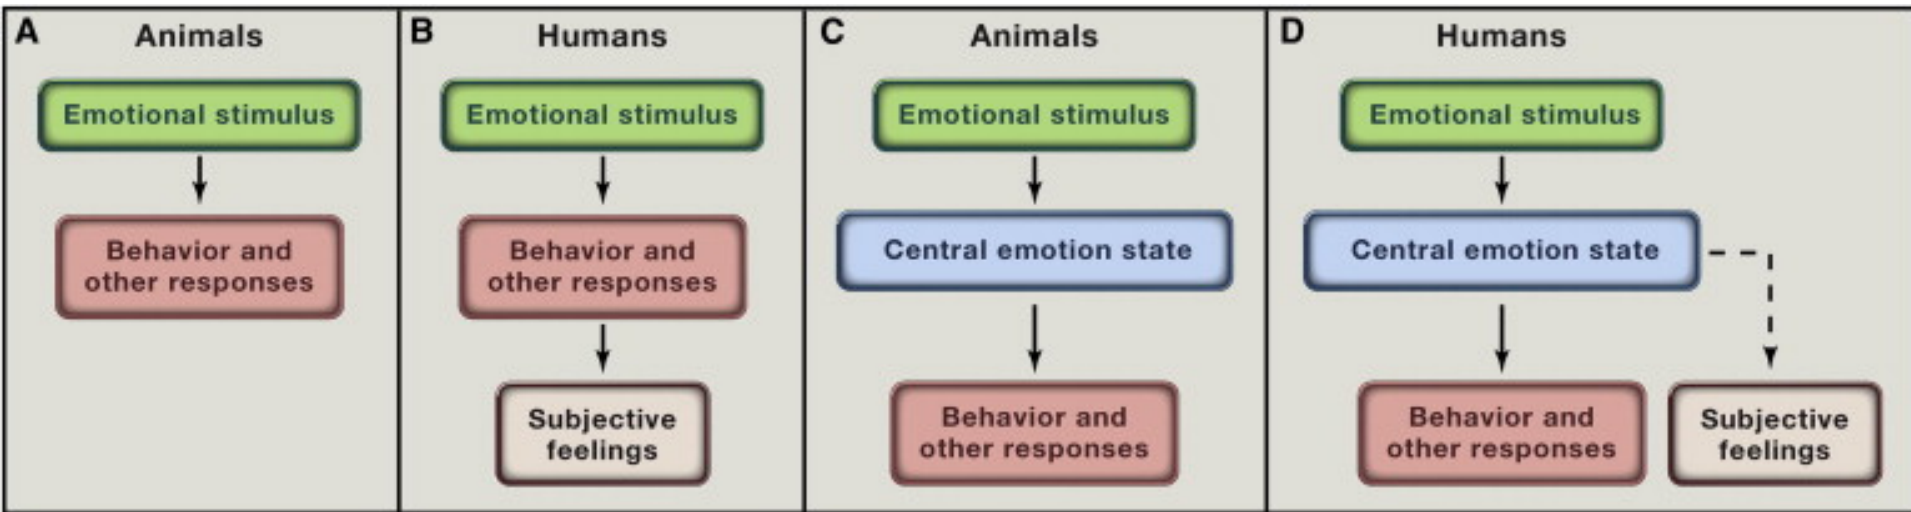 A
Animals
Emotional stimulus
Behavior and
other responses
B
Humans
Emotional stimulus
Behavior and
other responses
Subjective
feelings
C
Animals
Emotional stimulus
Central emotion state
Behavior and
other responses
D
Humans
Emotional stimulus
Central emotion state
Behavior and
other responses
Subjective
feelings